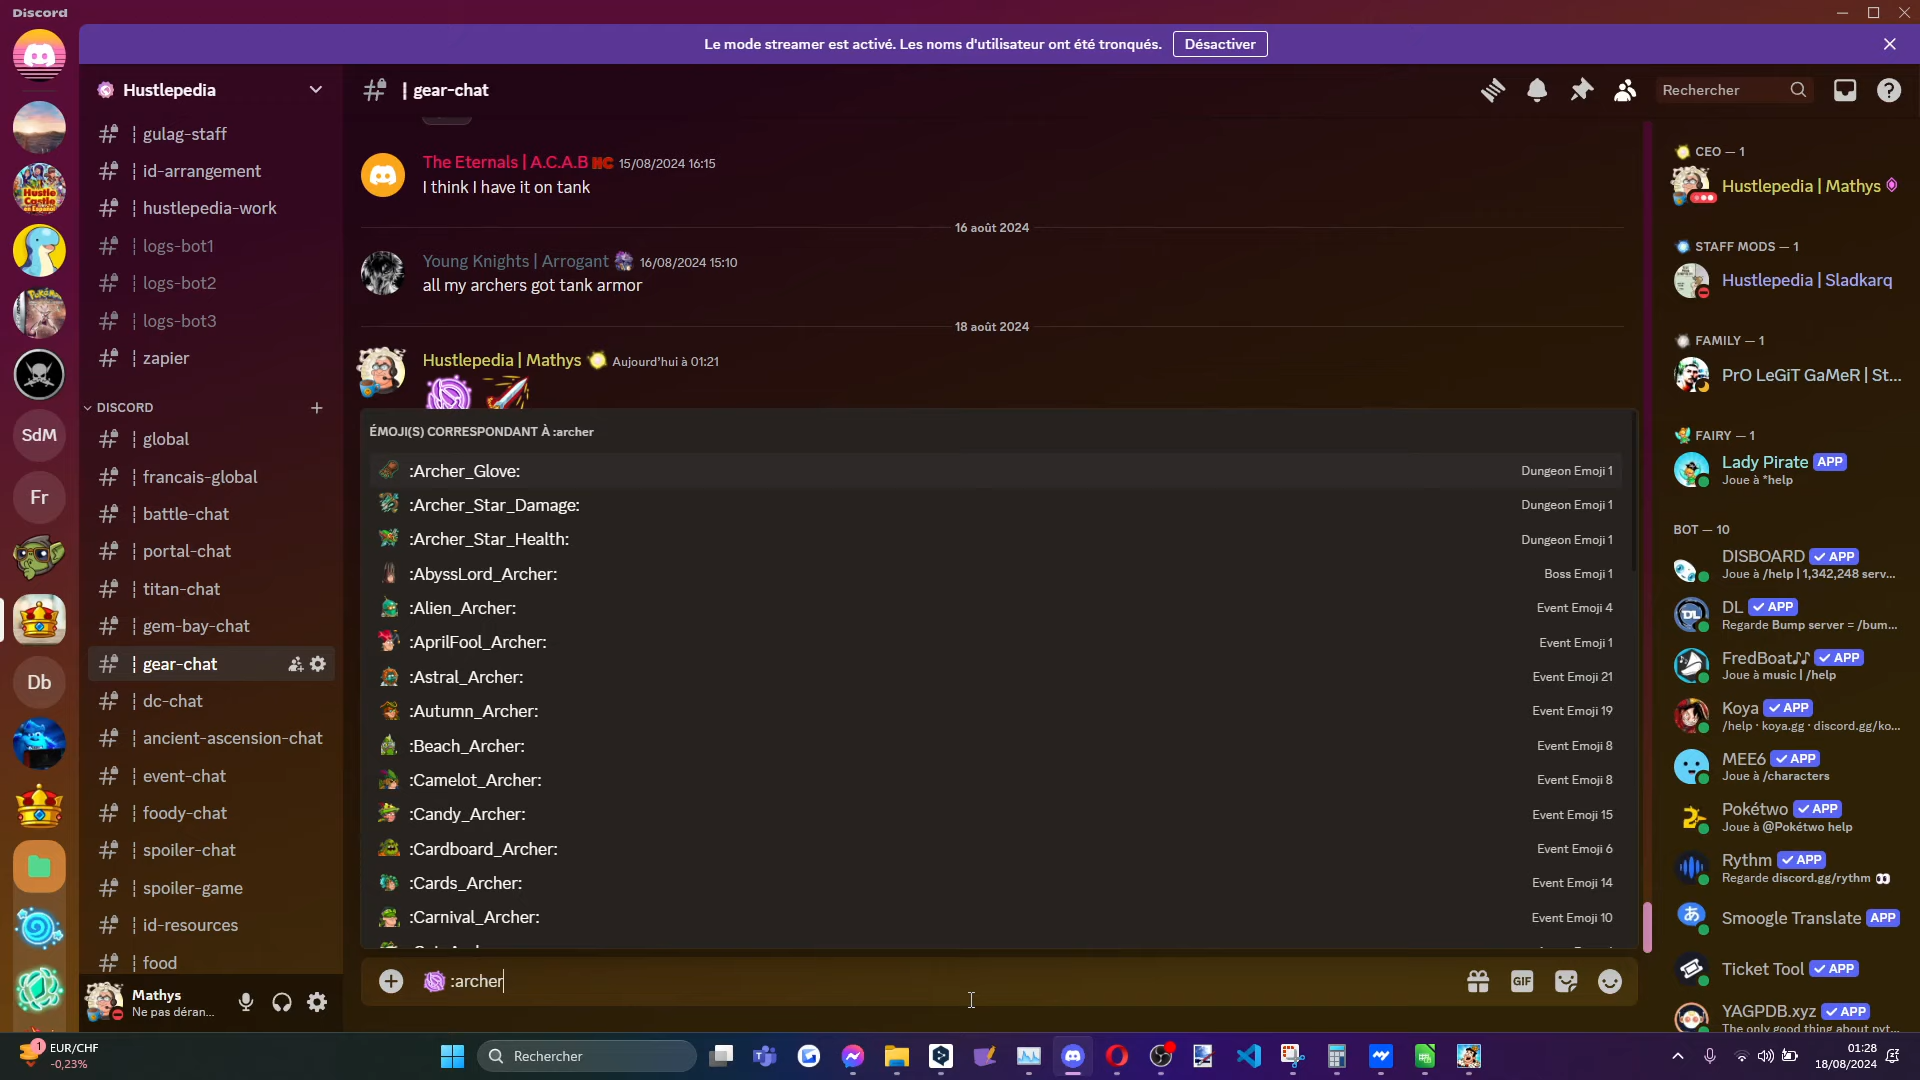 Discord
Le mode streamer est activé. Les noms d'utilisateur ont été tronqués.
Désactiver
Hustlepedia
¦ gulag-staff
¦ id-arrangement
¦ hustlepedia-work
¦ logs-bot1
¦ logs-bot2
¦ logs-bot3
¦ zapier
DISCORD
¦ global
¦ francais-global
¦ battle-chat
¦ portal-chat
¦ titan-chat
¦ gem-bay-chat
¦ gear-chat
¦ dc-chat
¦ ancient-ascension-chat
¦ event-chat
¦ foody-chat
¦ spoiler-chat
¦ spoiler-game
¦ id-resources
¦ food
SdM
Fr
Db
Mathys
Ne pas déran...
¦ gear-chat
Rechercher
The Eternals | A.C.A.B HC 15/08/2024 16:15
I think I have it on tank
16 août 2024
Young Knights | Arrogant 16/08/2024 15:10
all my archers got tank armor
18 août 2024
Hustlepedia | Mathys Aujourd'hui à 01:21
ÉMOJI(S) CORRESPONDANT À :archer
:Archer_Glove: Dungeon Emoji 1
:Archer_Star_Damage: Dungeon Emoji 1
:Archer_Star_Health: Dungeon Emoji 1
:AbyssLord_Archer: Boss Emoji 1
:Alien_Archer: Event Emoji 4
:AprilFool_Archer: Event Emoji 1
:Astral_Archer: Event Emoji 21
:Autumn_Archer: Event Emoji 19
:Beach_Archer: Event Emoji 8
:Camelot_Archer: Event Emoji 8
:Candy_Archer: Event Emoji 15
:Cardboard_Archer: Event Emoji 6
:Cards_Archer: Event Emoji 14
:Carnival_Archer: Event Emoji 10
:archer
GIF
CEO — 1
Hustlepedia | Mathys
STAFF MODS — 1
Hustlepedia | Sladkarq
FAMILY — 1
PrO LeGiT GaMeR | St...
FAIRY — 1
Lady Pirate APP
Joue à *help
BOT — 10
DISBOARD ✓ APP
Joue à /help | 1,342,248 serv...
DL ✓ APP
Regarde Bump server = /bum...
FredBoat♪♪ ✓ APP
Joue à music | /help
Koya ✓ APP
/help · koya.gg · discord.gg/ko...
MEE6 ✓ APP
Joue à /characters
Pokétwo ✓ APP
Joue à @Pokétwo help
Rythm ✓ APP
Regarde discord.gg/rythm
Smoogle Translate APP
Ticket Tool ✓ APP
YAGPDB.xyz ✓ APP
The only good thing about pyt...
1
EUR/CHF
-0,23%
Rechercher
01:28
18/08/2024